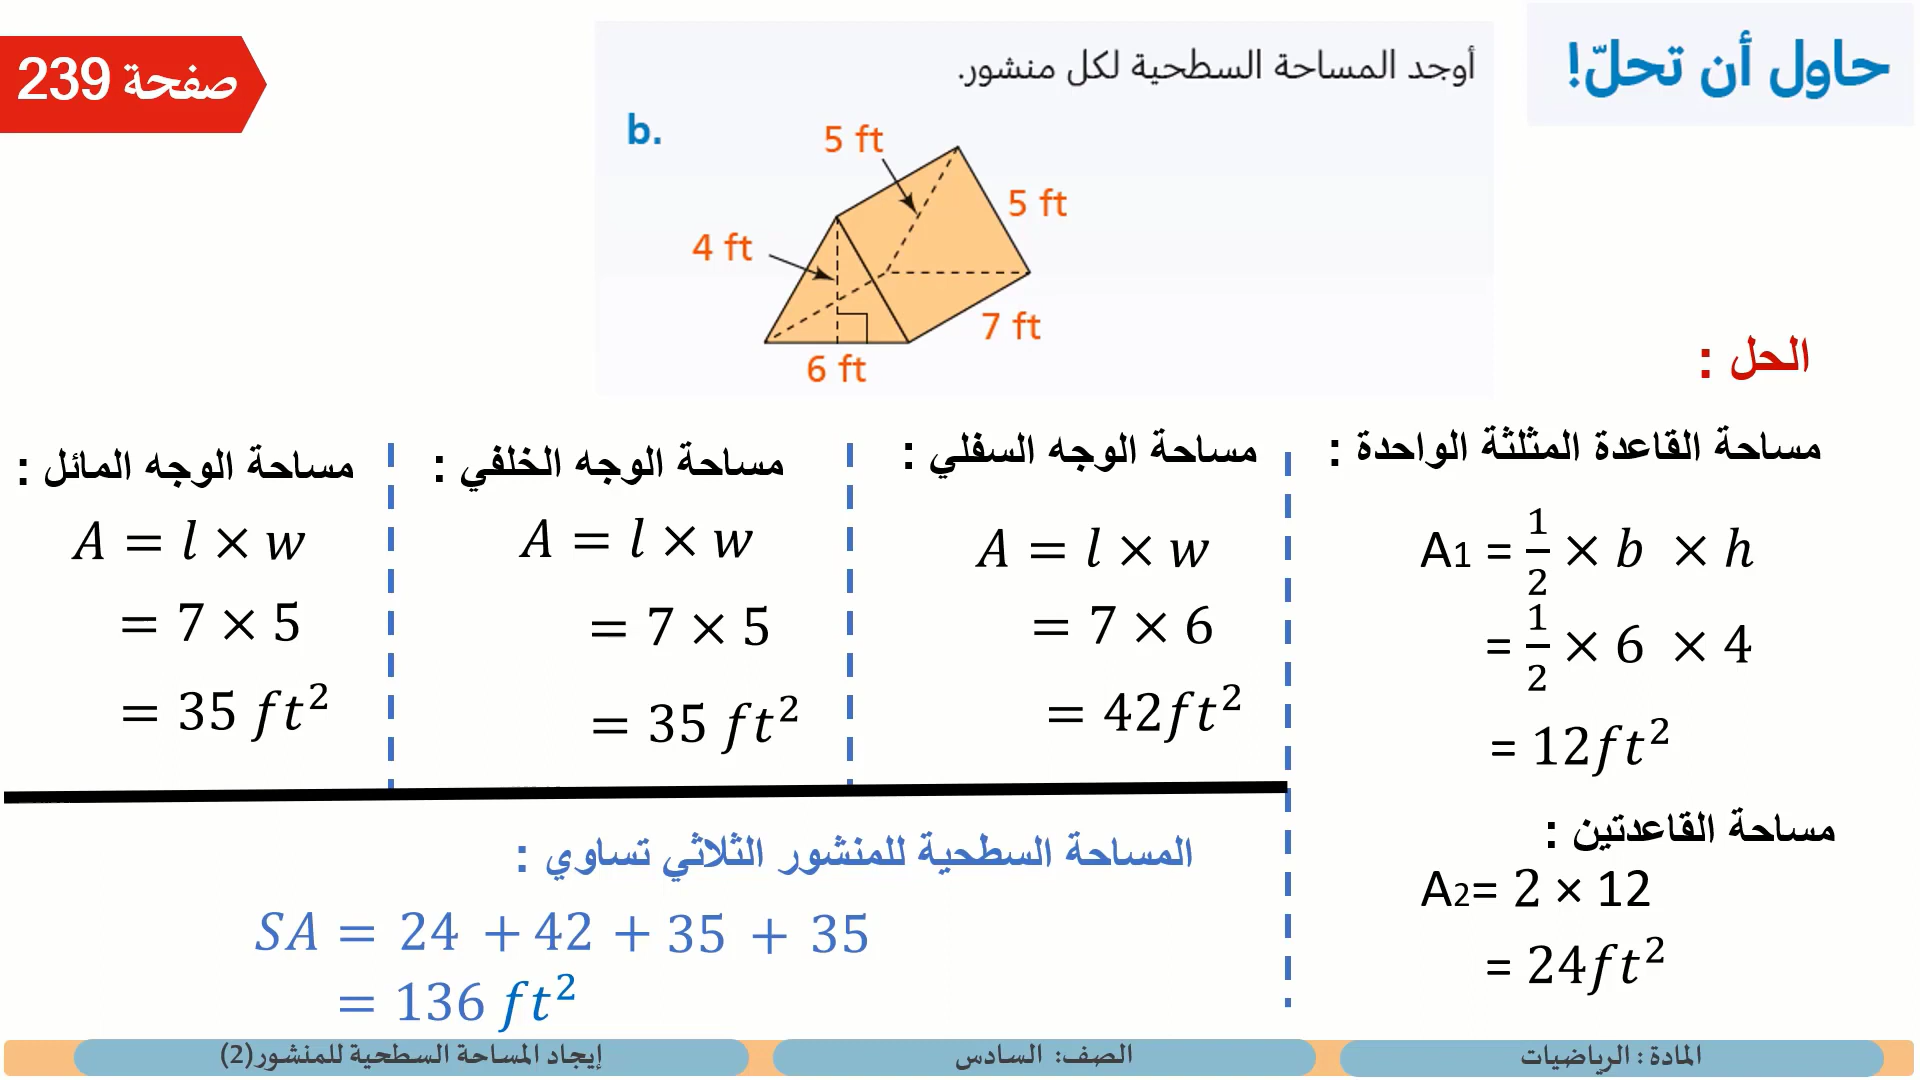 حاول أن تحلّ!
صفحة 239
أوجد المساحة السطحية لكل منشور.
b.
5 ft
5 ft
4 ft
7 ft
6 ft
الحل :
مساحة القاعدة المثلثة الواحدة :
A1 = 1/2 × b × h
= 1/2 × 6 × 4
= 12ft²
مساحة القاعدتين :
A2= 2 × 12
= 24ft²
مساحة الوجه السفلي :
A = l × w
= 7 × 6
= 42ft²
مساحة الوجه الخلفي :
A = l × w
= 7 × 5
= 35 ft²
مساحة الوجه المائل :
A = l × w
= 7 × 5
= 35 ft²
المساحة السطحية للمنشور الثلاثي تساوي :
SA = 24 + 42 + 35 + 35
= 136 ft²
المادة : الرياضيات
الصف: السادس
إيجاد المساحة السطحية للمنشور(2)